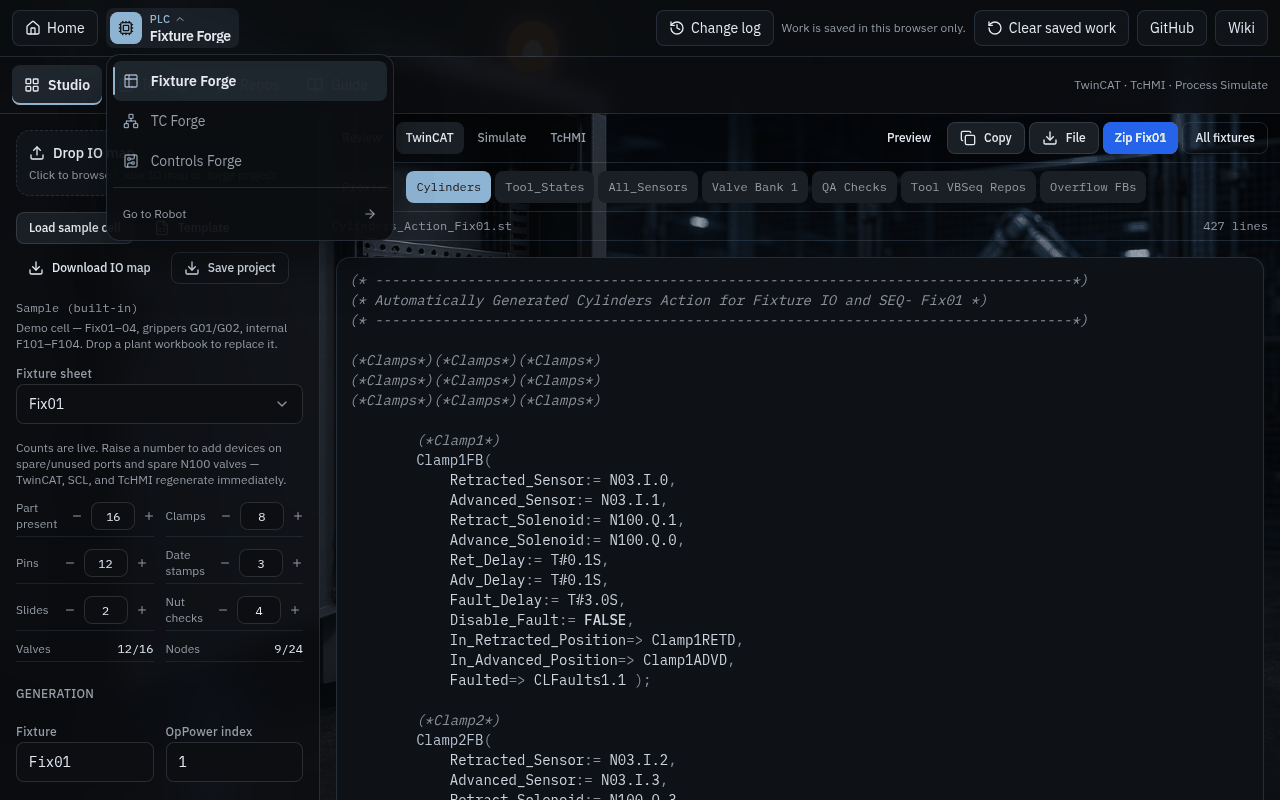 Home
PLC
Fixture Forge
Change log
Work is saved in this browser only.
Clear saved work
GitHub
Wiki
Studio
Guide
TwinCAT · TcHMI · Process Simulate
Fixture Forge
TC Forge
Controls Forge
Go to Robot
Drop IO map
Click to browse
Load sample cell
Template
Download IO map
Save project
Review
TwinCAT
Simulate
TcHMI
Preview
Copy
File
Zip Fix01
All fixtures
Cylinders
Tool_States
All_Sensors
Valve Bank 1
QA Checks
Tool VBSeq Repos
Overflow FBs
s_Action_Fix01.st
427 lines
Sample (built-in)
Demo cell — Fix01–04, grippers G01/G02, internal
F101–F104. Drop a plant workbook to replace it.
Fixture sheet
Fix01
Counts are live. Raise a number to add devices on
spare/unused ports and spare N100 valves —
TwinCAT, SCL, and TcHMI regenerate immediately.
Part present − 16 +
Clamps − 8 +
Pins − 12 +
Date stamps − 3 +
Slides − 2 +
Nut checks − 4 +
Valves 12/16
Nodes 9/24
GENERATION
Fixture
Fix01
OpPower index
1
(* -----------------------------------------------------------------------------------*)
(* Automatically Generated Cylinders Action for Fixture IO and SEQ- Fix01 *)
(* -----------------------------------------------------------------------------------*)
(*Clamps*)(*Clamps*)(*Clamps*)
(*Clamps*)(*Clamps*)(*Clamps*)
(*Clamps*)(*Clamps*)(*Clamps*)
(*Clamp1*)
Clamp1FB(
Retracted_Sensor:= N03.I.0,
Advanced_Sensor:= N03.I.1,
Retract_Solenoid:= N100.Q.1,
Advance_Solenoid:= N100.Q.0,
Ret_Delay:= T#0.1S,
Adv_Delay:= T#0.1S,
Fault_Delay:= T#3.0S,
Disable_Fault:= FALSE,
In_Retracted_Position=> Clamp1RETD,
In_Advanced_Position=> Clamp1ADVD,
Faulted=> CLFaults1.1 );
(*Clamp2*)
Clamp2FB(
Retracted_Sensor:= N03.I.2,
Advanced_Sensor:= N03.I.3,
Retract_Solenoid:= N100.Q.3,